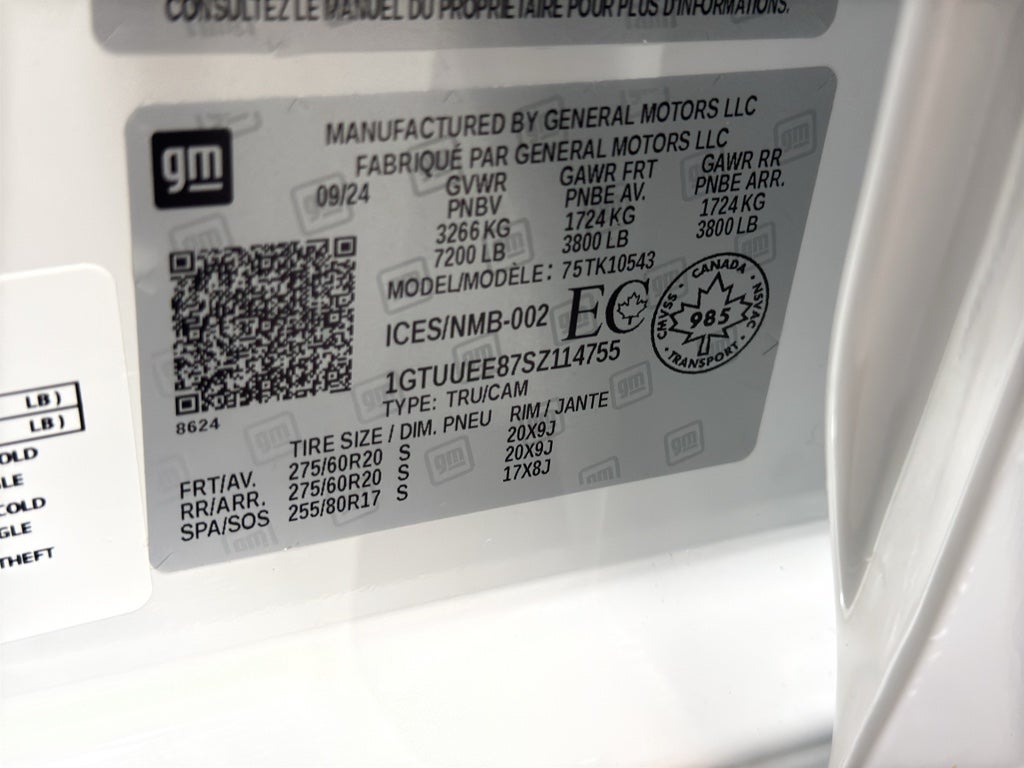 CONSULTEZ LE MANUEL DU PROPRIÉTAIRE POUR PLUS D'INFORMATIONS.
gm
MANUFACTURED BY GENERAL MOTORS LLC
FABRIQUÉ PAR GENERAL MOTORS LLC
09/24 GVWR GAWR FRT GAWR RR
PNBV PNBE AV. PNBE ARR.
3266 KG 1724 KG 1724 KG
7200 LB 3800 LB 3800 LB
MODEL/MODÈLE: 75TK10543
ICES/NMB-002 EC
CANADA
CMVSS 985 NSVAC
TRANSPORT
1GTUUEE87SZ114755
TYPE: TRU/CAM
8624
TIRE SIZE / DIM. PNEU RIM / JANTE
FRT/AV. 275/60R20 S 20X9J
RR/ARR. 275/60R20 S 20X9J
SPA/SOS 255/80R17 S 17X8J
LB)
LB)
COLD
THEFT